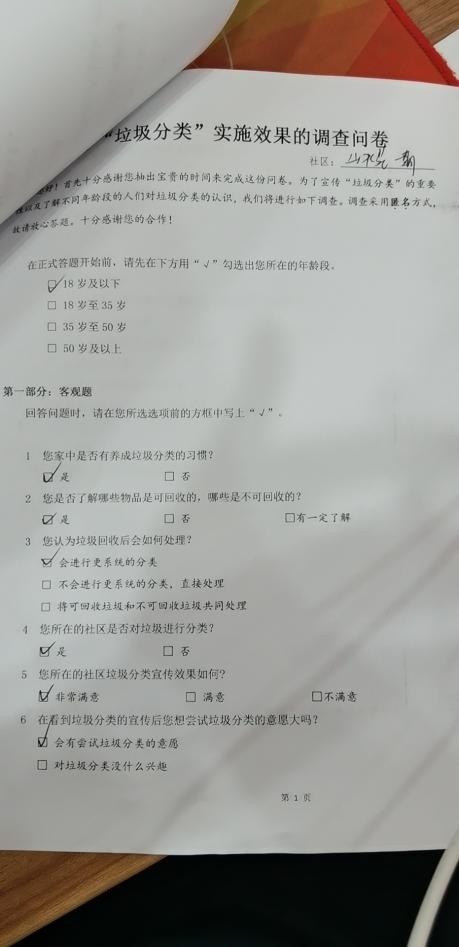 “垃圾分类”实施效果的调查问卷
社区：
好！首先十分感谢您抽出宝贵的时间来完成这份问卷。为了宣传“垃圾分类”的重要
以及了解不同年龄段的人们对垃圾分类的认识，我们将进行如下调查。调查采用匿名方式，
故请放心答题。十分感谢您的合作！
在正式答题开始前，请先在下方用“√”勾选出您所在的年龄段。
☑ 18 岁及以下
□ 18 岁至 35 岁
□ 35 岁至 50 岁
□ 50 岁及以上
第一部分：客观题
回答问题时，请在您所选选项前的方框中写上“√”。
1 您家中是否有养成垃圾分类的习惯？
☑ 是 □ 否
2 您是否了解哪些物品是可回收的，哪些是不可回收的？
☑ 是 □ 否 □有一定了解
3 您认为垃圾回收后会如何处理？
☑ 会进行更系统的分类
□ 不会进行更系统的分类，直接处理
□ 将可回收垃圾和不可回收垃圾共同处理
4 您所在的社区是否对垃圾进行分类？
☑ 是 □ 否
5 您所在的社区垃圾分类宣传效果如何?
☑ 非常满意 □ 满意 □不满意
6 在看到垃圾分类的宣传后您想尝试垃圾分类的意愿大吗？
☑ 会有尝试垃圾分类的意愿
□ 对垃圾分类没什么兴趣
第 1 页